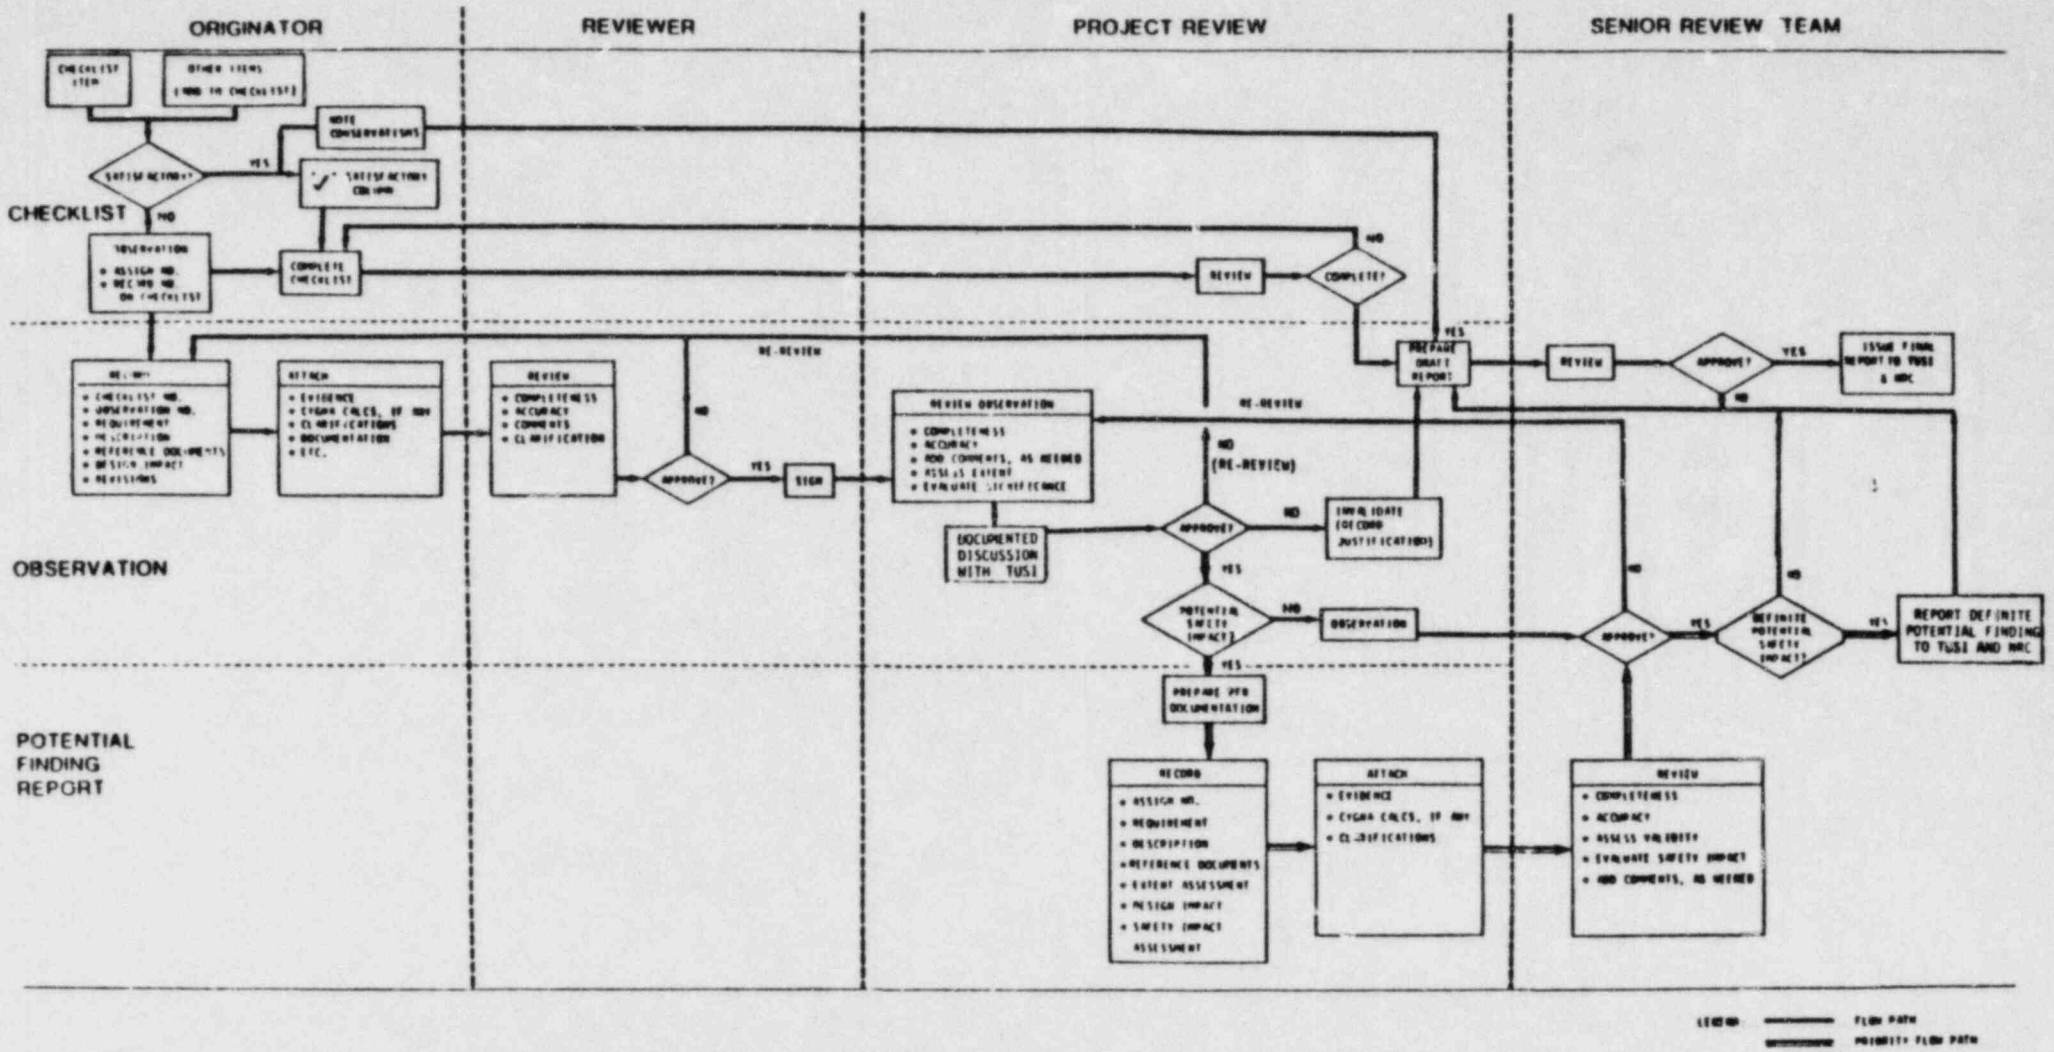 ORIGINATOR
REVIEWER
PROJECT REVIEW
SENIOR REVIEW TEAM
CHECKLIST
ITEM
OTHER ITEMS
(ADD TO CHECKLIST)
NOTE
CONSERVATISMS
SATISFACTORY?
YES
"✓" SATISFACTORY
COLUMN
CHECKLIST
NO
OBSERVATION
• ASSIGN NO.
• RECORD NO.
ON CHECKLIST
COMPLETE
CHECKLIST
REVIEW
COMPLETE?
NO
YES
RE-REVIEW
PREPARE
DRAFT
REPORT
REVIEW
APPROVE?
YES
NO
ISSUE FINAL
REPORT TO TUSI
& NRC
RECORD
• CHECKLIST NO.
• OBSERVATION NO.
• REQUIREMENT
• DESCRIPTION
• REFERENCE DOCUMENTS
• DESIGN IMPACT
• REVISIONS
ATTACH
• EVIDENCE
• CYGNA CALCS, IF ANY
• CLARIFICATIONS
• DOCUMENTATION
• ETC.
REVIEW
• COMPLETENESS
• ACCURACY
• COMMENTS
• CLARIFICATION
NO
APPROVE?
YES
SIGN
REVIEW OBSERVATION
• COMPLETENESS
• ACCURACY
• ADD COMMENTS, AS NEEDED
• ASSESS EXTENT
• EVALUATE SIGNIFICANCE
RE-REVIEW
NO
(RE-REVIEW)
DOCUMENTED
DISCUSSION
WITH TUSI
APPROVE?
NO
INVALIDATE
(RECORD
JUSTIFICATION)
YES
OBSERVATION
POTENTIAL
SAFETY
IMPACT?
NO
OBSERVATION
YES
NO
APPROVE?
YES
NO
DEFINITE
POTENTIAL
SAFETY
IMPACT?
YES
REPORT DEFINITE
POTENTIAL FINDING
TO TUSI AND NRC
POTENTIAL
FINDING
REPORT
PREPARE PFR
DOCUMENTATION
RECORD
• ASSIGN NO.
• REQUIREMENT
• DESCRIPTION
• REFERENCE DOCUMENTS
• EXTENT ASSESSMENT
• DESIGN IMPACT
• SAFETY IMPACT
ASSESSMENT
ATTACH
• EVIDENCE
• CYGNA CALCS, IF ANY
• CLARIFICATIONS
REVIEW
• COMPLETENESS
• ACCURACY
• ASSESS VALIDITY
• EVALUATE SAFETY IMPACT
• ADD COMMENTS, AS NEEDED
LEGEND
FLOW PATH
PRIORITY FLOW PATH